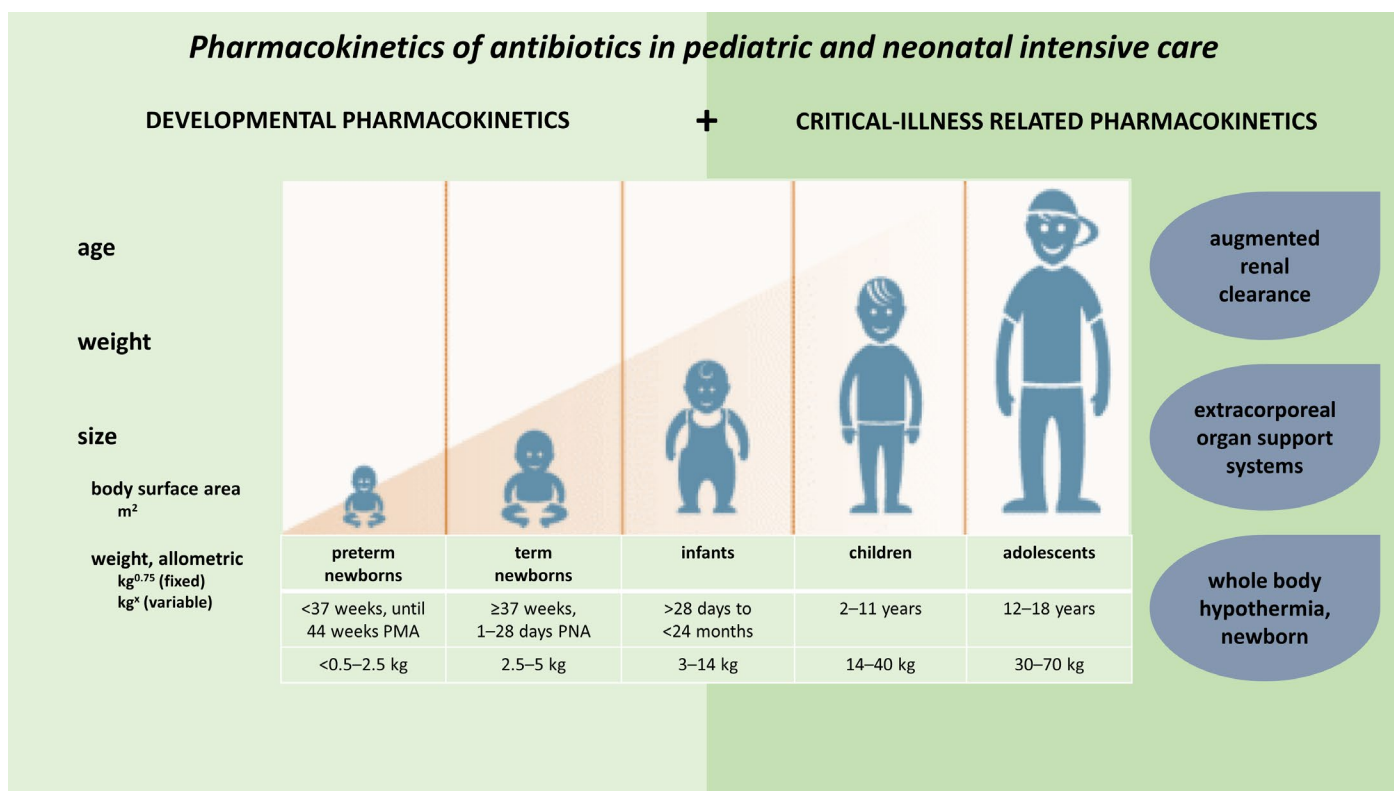 Pharmacokinetics of antibiotics in pediatric and neonatal intensive care
DEVELOPMENTAL PHARMACOKINETICS
+
CRITICAL-ILLNESS RELATED PHARMACOKINETICS
age
weight
size
body surface area
m²
weight, allometric
kg⁰·⁷⁵ (fixed)
kgˣ (variable)
preterm
newborns
term
newborns
infants
children
adolescents
<37 weeks, until
44 weeks PMA
≥37 weeks,
1–28 days PNA
>28 days to
<24 months
2–11 years
12–18 years
<0.5–2.5 kg
2.5–5 kg
3–14 kg
14–40 kg
30–70 kg
augmented
renal
clearance
extracorporeal
organ support
systems
whole body
hypothermia,
newborn